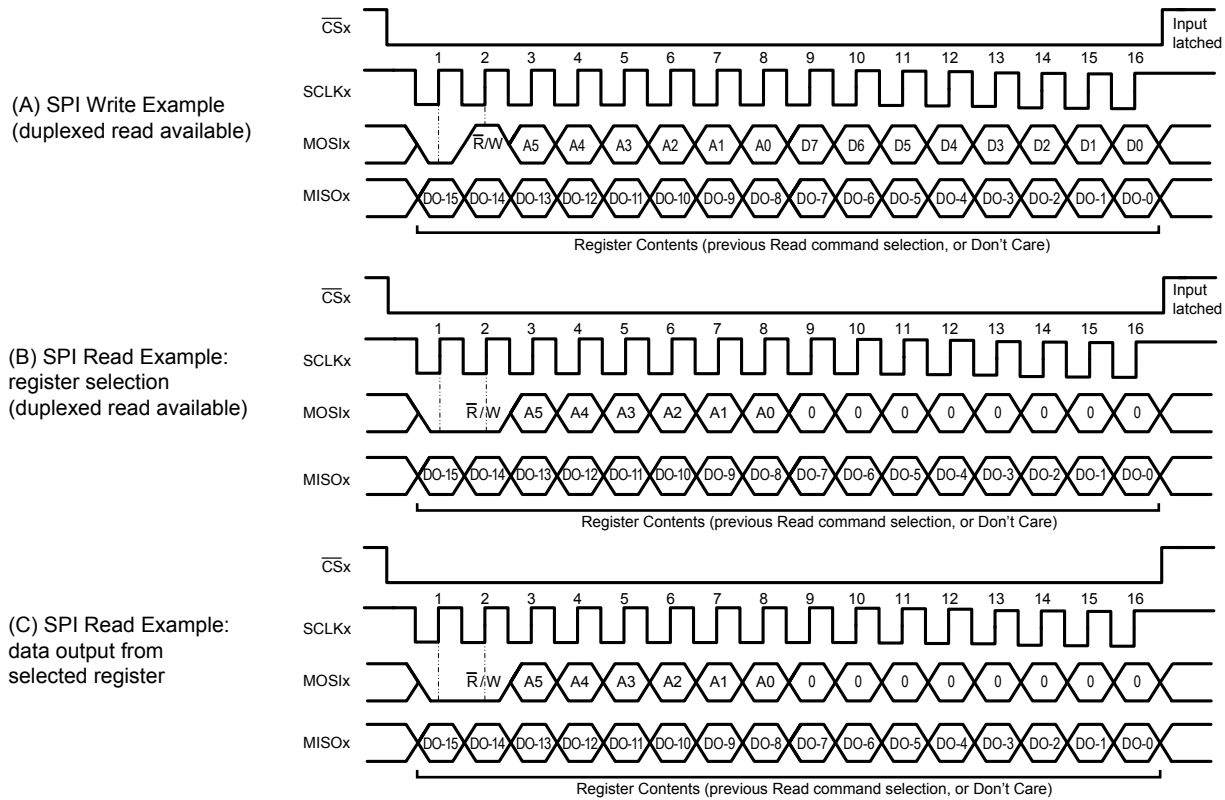 (A) SPI Write Example
(duplexed read available)
CSx
Input
latched
1 2 3 4 5 6 7 8 9 10 11 12 13 14 15 16
SCLKx
MOSIx R/W A5 A4 A3 A2 A1 A0 D7 D6 D5 D4 D3 D2 D1 D0
MISOx DO-15 DO-14 DO-13 DO-12 DO-11 DO-10 DO-9 DO-8 DO-7 DO-6 DO-5 DO-4 DO-3 DO-2 DO-1 DO-0
Register Contents (previous Read command selection, or Don't Care)
(B) SPI Read Example:
register selection
(duplexed read available)
CSx
Input
latched
1 2 3 4 5 6 7 8 9 10 11 12 13 14 15 16
SCLKx
MOSIx R/W A5 A4 A3 A2 A1 A0 0 0 0 0 0 0 0 0
MISOx DO-15 DO-14 DO-13 DO-12 DO-11 DO-10 DO-9 DO-8 DO-7 DO-6 DO-5 DO-4 DO-3 DO-2 DO-1 DO-0
Register Contents (previous Read command selection, or Don't Care)
(C) SPI Read Example:
data output from
selected register
CSx
1 2 3 4 5 6 7 8 9 10 11 12 13 14 15 16
SCLKx
MOSIx R/W A5 A4 A3 A2 A1 A0 0 0 0 0 0 0 0 0
MISOx DO-15 DO-14 DO-13 DO-12 DO-11 DO-10 DO-9 DO-8 DO-7 DO-6 DO-5 DO-4 DO-3 DO-2 DO-1 DO-0
Register Contents (previous Read command selection, or Don't Care)